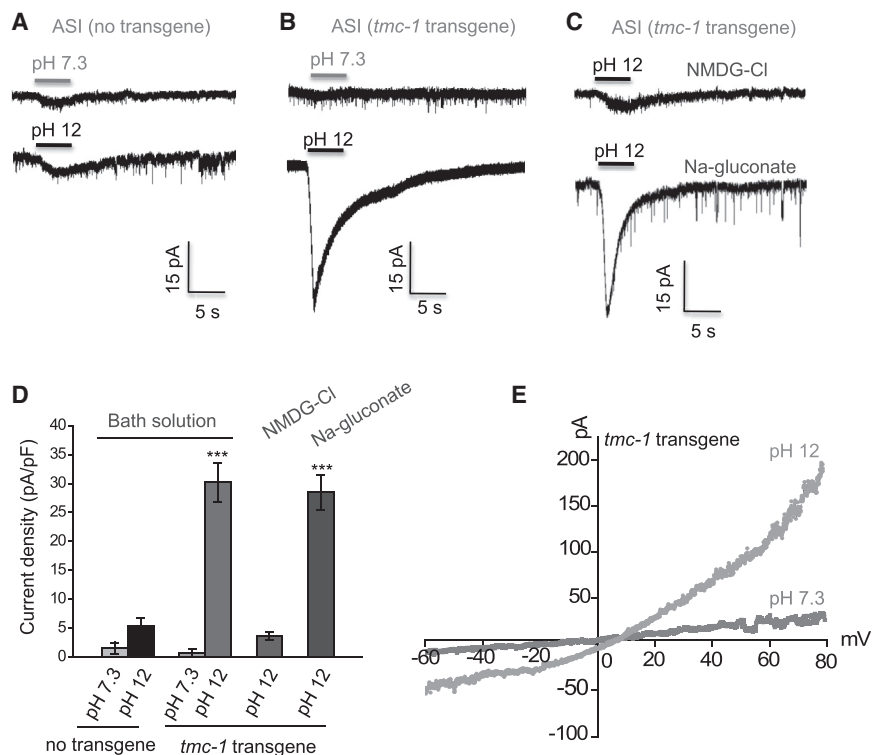 A
ASI (no transgene)
pH 7.3
pH 12
15 pA
5 s
B
ASI (tmc-1 transgene)
pH 7.3
pH 12
15 pA
5 s
C
ASI (tmc-1 transgene)
pH 12
NMDG-Cl
pH 12
Na-gluconate
15 pA
5 s
D
Bath solution
NMDG-Cl
Na-gluconate
Current density (pA/pF)
40
35
30
25
20
15
10
5
0
***
***
pH 7.3
pH 12
pH 7.3
pH 12
pH 12
pH 12
no transgene
tmc-1 transgene
E
pA
tmc-1 transgene
200
150
100
50
-50
-100
pH 12
pH 7.3
-60
-40
-20
0
20
40
60
80
mV